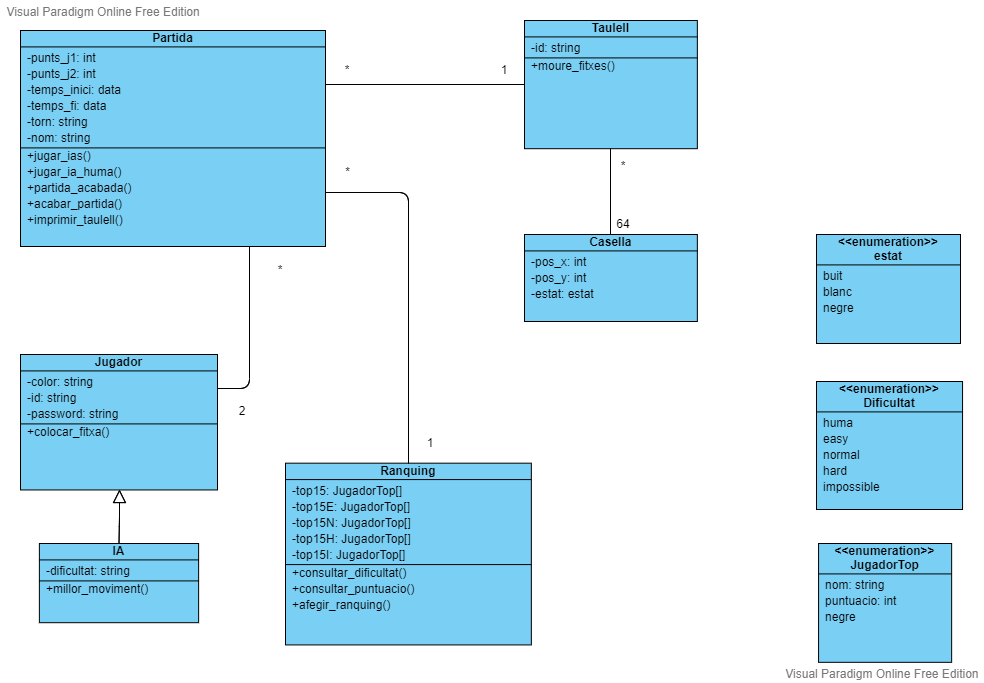 Visual Paradigm Online Free Edition
Partida
-punts_j1: int
-punts_j2: int
-temps_inici: data
-temps_fi: data
-torn: string
-nom: string
+jugar_ias()
+jugar_ia_huma()
+partida_acabada()
+acabar_partida()
+imprimir_taulell()
*
1
*
*
Taulell
-id: string
+moure_fitxes()
*
64
Casella
-pos_x: int
-pos_y: int
-estat: estat
<<enumeration>>
estat
buit
blanc
negre
Jugador
-color: string
-id: string
-password: string
+colocar_fitxa()
2
1
<<enumeration>>
Dificultat
huma
easy
normal
hard
impossible
Ranquing
-top15: JugadorTop[]
-top15E: JugadorTop[]
-top15N: JugadorTop[]
-top15H: JugadorTop[]
-top15I: JugadorTop[]
+consultar_dificultat()
+consultar_puntuacio()
+afegir_ranquing()
IA
-dificultat: string
+millor_moviment()
<<enumeration>>
JugadorTop
nom: string
puntuacio: int
negre
Visual Paradigm Online Free Edition